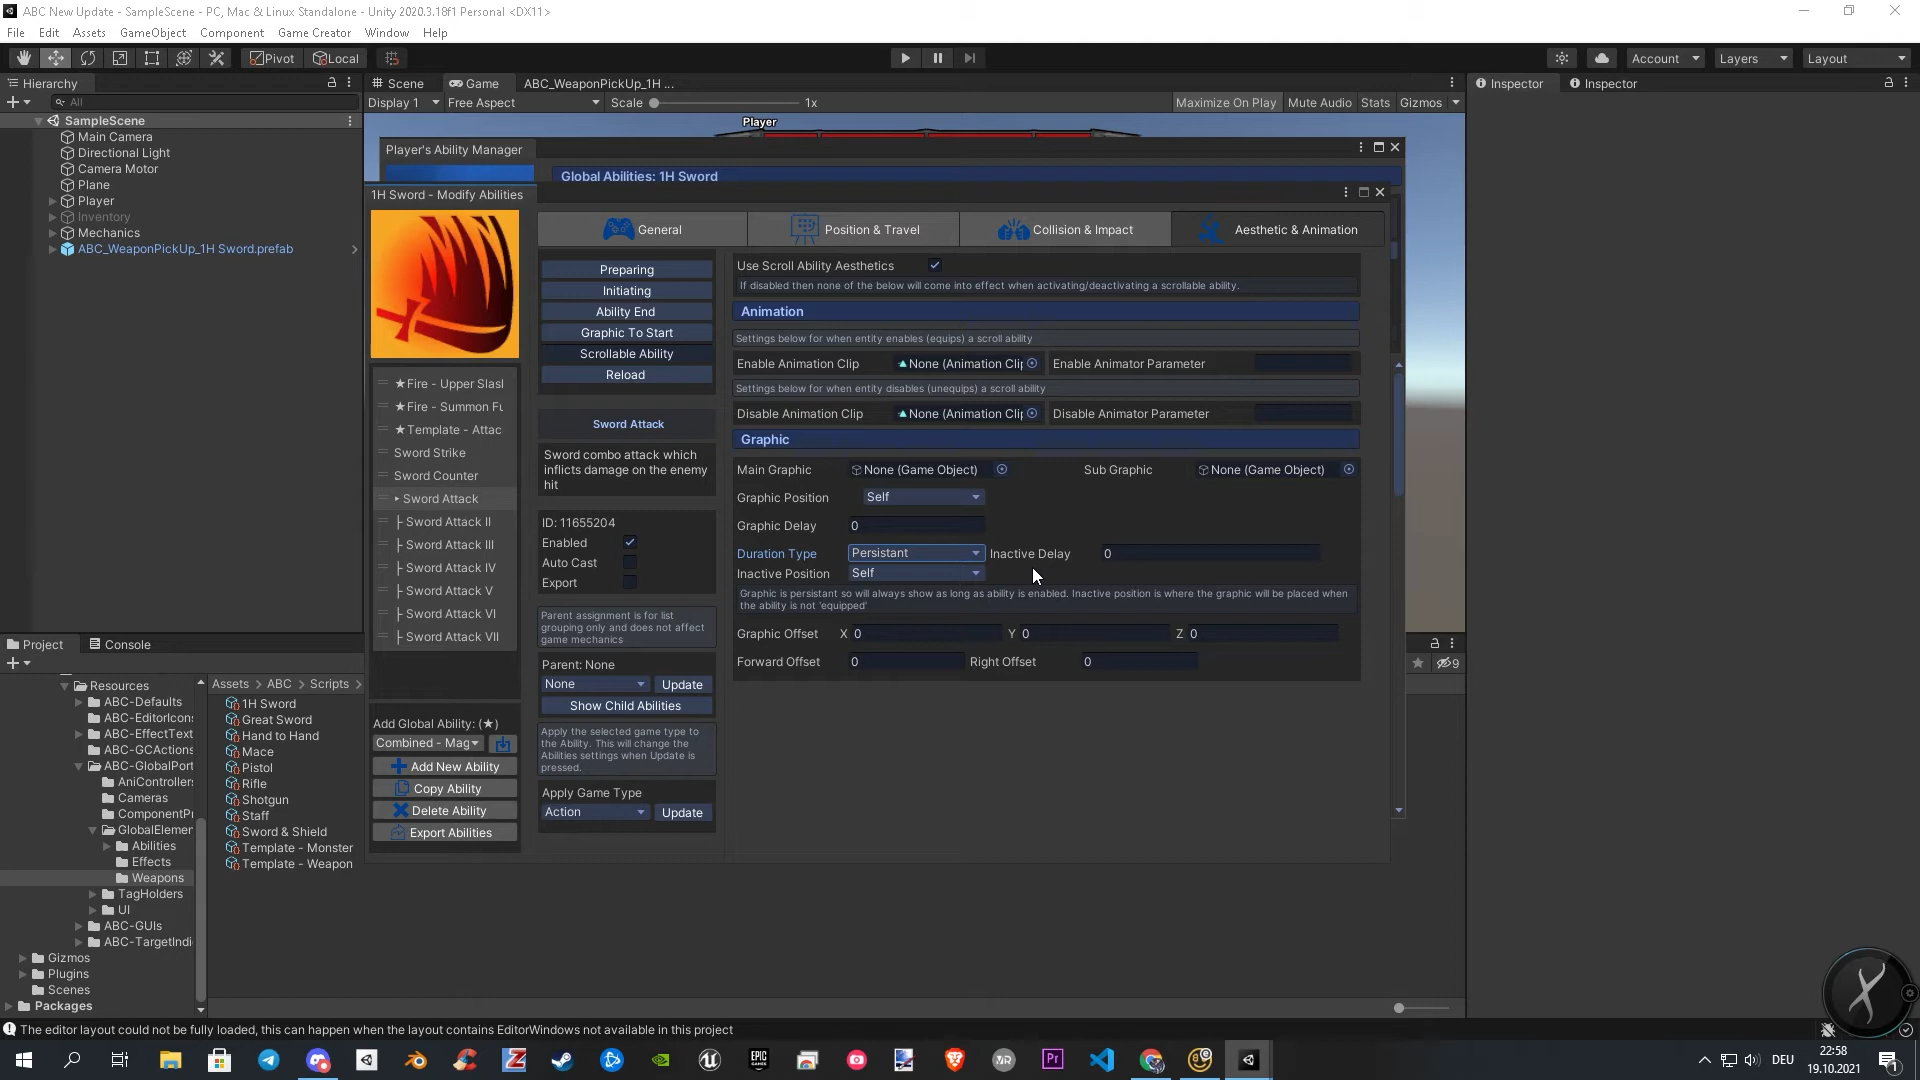 ABC New Update - SampleScene - PC, Mac & Linux Standalone - Unity 2020.3.18f1 Personal <DX11>
File Edit Assets GameObject Component Game Creator Window Help
Pivot Local Account Layers Layout
Hierarchy
All
SampleScene
Main Camera
Directional Light
Camera Motor
Plane
Player
Inventory
Mechanics
ABC_WeaponPickUp_1H Sword.prefab
Scene Game ABC_WeaponPickUp_1H ...
Display 1 Free Aspect Scale 1x Maximize On Play Mute Audio Stats Gizmos
Inspector Inspector
Player
Player's Ability Manager
Global Abilities: 1H Sword
1H Sword - Modify Abilities
General Position & Travel Collision & Impact Aesthetic & Animation
★Fire - Upper Slasl
★Fire - Summon Fu
★Template - Attac
Sword Strike
Sword Counter
Sword Attack
Sword Attack II
Sword Attack III
Sword Attack IV
Sword Attack V
Sword Attack VI
Sword Attack VII
Add Global Ability: (★)
Combined - Mag
Add New Ability
Copy Ability
Delete Ability
Export Abilities
Preparing
Initiating
Ability End
Graphic To Start
Scrollable Ability
Reload
Sword Attack
Sword combo attack which
inflicts damage on the enemy
hit
ID: 11655204
Enabled
Auto Cast
Export
Parent assignment is for list
grouping only and does not affect
game mechanics
Parent: None
None Update
Show Child Abilities
Apply the selected game type to
the Ability. This will change the
Abilities settings when Update is
pressed.
Apply Game Type
Action Update
Use Scroll Ability Aesthetics
If disabled then none of the below will come into effect when activating/deactivating a scrollable ability.
Animation
Settings below for when entity enables (equips) a scroll ability
Enable Animation Clip None (Animation Clip Enable Animator Parameter
Settings below for when entity disables (unequips) a scroll ability
Disable Animation Clip None (Animation Clip Disable Animator Parameter
Graphic
Main Graphic None (Game Object) Sub Graphic None (Game Object)
Graphic Position Self
Graphic Delay 0
Duration Type Persistant Inactive Delay 0
Inactive Position Self
Graphic is persistant so will always show as long as ability is enabled. Inactive position is where the graphic will be placed when
the ability is not 'equipped'
Graphic Offset X 0 Y 0 Z 0
Forward Offset 0 Right Offset 0
Project Console
9
Resources
ABC-Defaults
ABC-EditorIcons
ABC-EffectText
ABC-GCActions
ABC-GlobalPort
AniControllers
Cameras
ComponentPr
GlobalElemer
Abilities
Effects
Weapons
TagHolders
UI
ABC-GUIs
ABC-TargetIndi
Gizmos
Plugins
Scenes
Packages
Assets > ABC > Scripts >
1H Sword
Great Sword
Hand to Hand
Mace
Pistol
Rifle
Shotgun
Staff
Sword & Shield
Template - Monster
Template - Weapon
The editor layout could not be fully loaded, this can happen when the layout contains EditorWindows not available in this project
EPIC GAMES
VR
Pr
DEU
22:58
19.10.2021
1